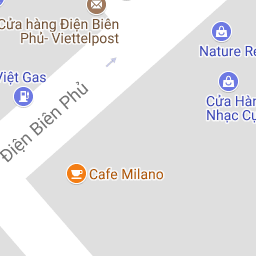 Cửa hàng Điện Biên
Phủ- Viettelpost
Nature Re
Việt Gas
Cửa Hàn
Nhạc Cụ
Điện Biên Phủ
Cafe Milano